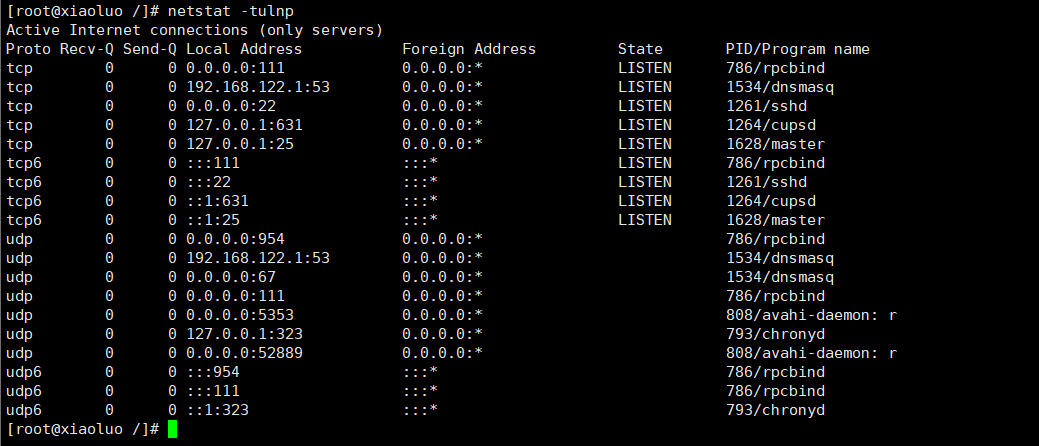 [root@xiaoluo /]# netstat -tulnp
Active Internet connections (only servers)
Proto Recv-Q Send-Q Local Address           Foreign Address         State       PID/Program name
tcp        0      0 0.0.0.0:111             0.0.0.0:*               LISTEN      786/rpcbind
tcp        0      0 192.168.122.1:53        0.0.0.0:*               LISTEN      1534/dnsmasq
tcp        0      0 0.0.0.0:22              0.0.0.0:*               LISTEN      1261/sshd
tcp        0      0 127.0.0.1:631           0.0.0.0:*               LISTEN      1264/cupsd
tcp        0      0 127.0.0.1:25            0.0.0.0:*               LISTEN      1628/master
tcp6       0      0 :::111                  :::*                    LISTEN      786/rpcbind
tcp6       0      0 :::22                   :::*                    LISTEN      1261/sshd
tcp6       0      0 ::1:631                 :::*                    LISTEN      1264/cupsd
tcp6       0      0 ::1:25                  :::*                    LISTEN      1628/master
udp        0      0 0.0.0.0:954             0.0.0.0:*                           786/rpcbind
udp        0      0 192.168.122.1:53        0.0.0.0:*                           1534/dnsmasq
udp        0      0 0.0.0.0:67              0.0.0.0:*                           1534/dnsmasq
udp        0      0 0.0.0.0:111             0.0.0.0:*                           786/rpcbind
udp        0      0 0.0.0.0:5353            0.0.0.0:*                           808/avahi-daemon: r
udp        0      0 127.0.0.1:323           0.0.0.0:*                           793/chronyd
udp        0      0 0.0.0.0:52889           0.0.0.0:*                           808/avahi-daemon: r
udp6       0      0 :::954                  :::*                                786/rpcbind
udp6       0      0 :::111                  :::*                                786/rpcbind
udp6       0      0 ::1:323                 :::*                                793/chronyd
[root@xiaoluo /]#